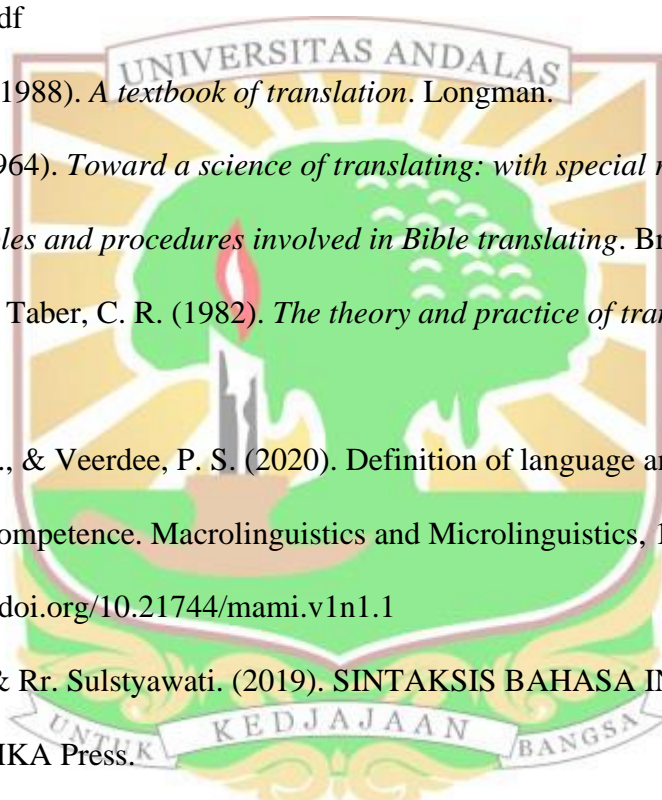 df
UNIVERSITAS ANDALAS
1988). A textbook of translation. Longman.
964). Toward a science of translating: with special r
les and procedures involved in Bible translating. Br
Taber, C. R. (1982). The theory and practice of tran
., & Veerdee, P. S. (2020). Definition of language an
ompetence. Macrolinguistics and Microlinguistics, 1
doi.org/10.21744/mami.v1n1.1
& Rr. Sulstyawati. (2019). SINTAKSIS BAHASA IN
UNTUK KEDJAJAAN BANGSA
IKA Press.